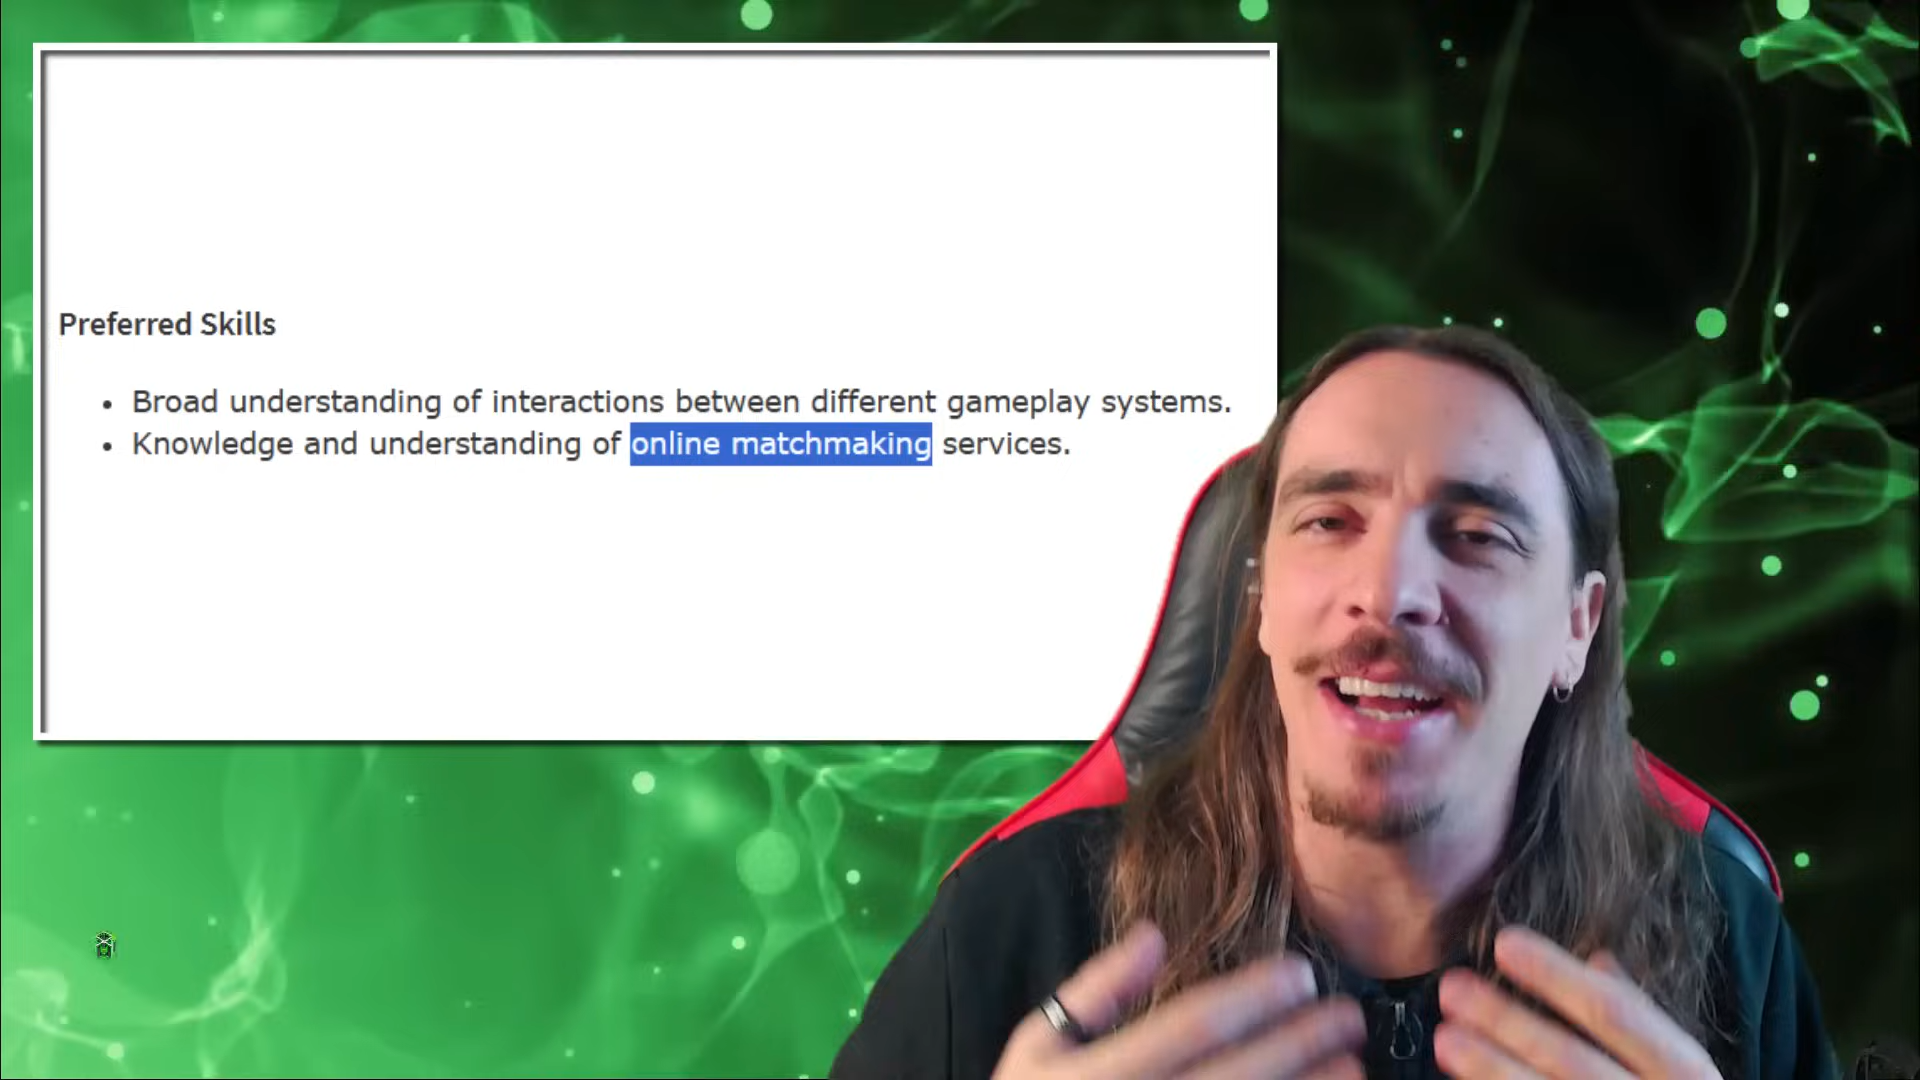 Preferred Skills
• Broad understanding of interactions between different gameplay systems.
• Knowledge and understanding of online matchmaking services.